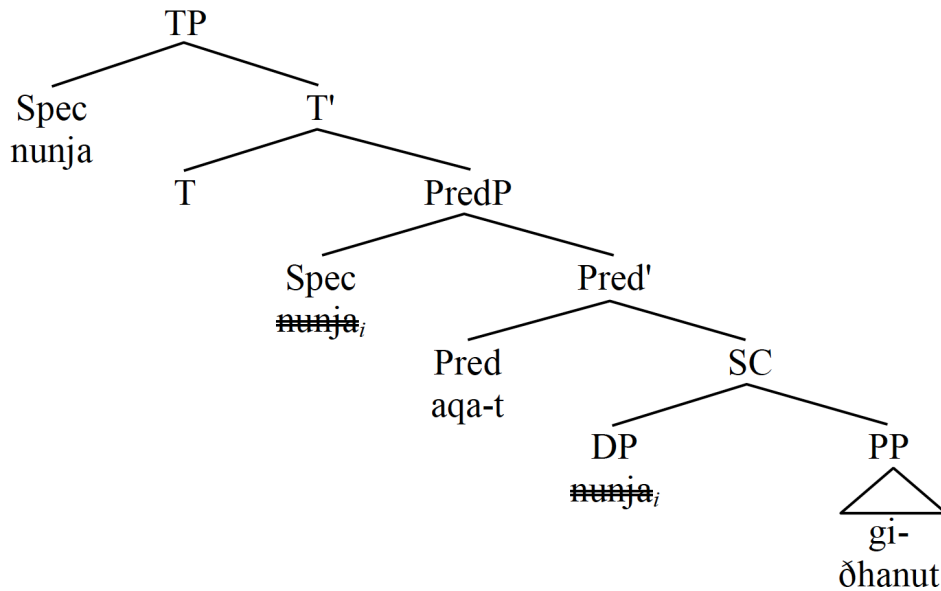 TP
Spec T'
nunja
T PredP
Spec Pred'
nunjaᵢ
Pred SC
aqa-t
DP PP
nunjaᵢ
gi-
ðhanut